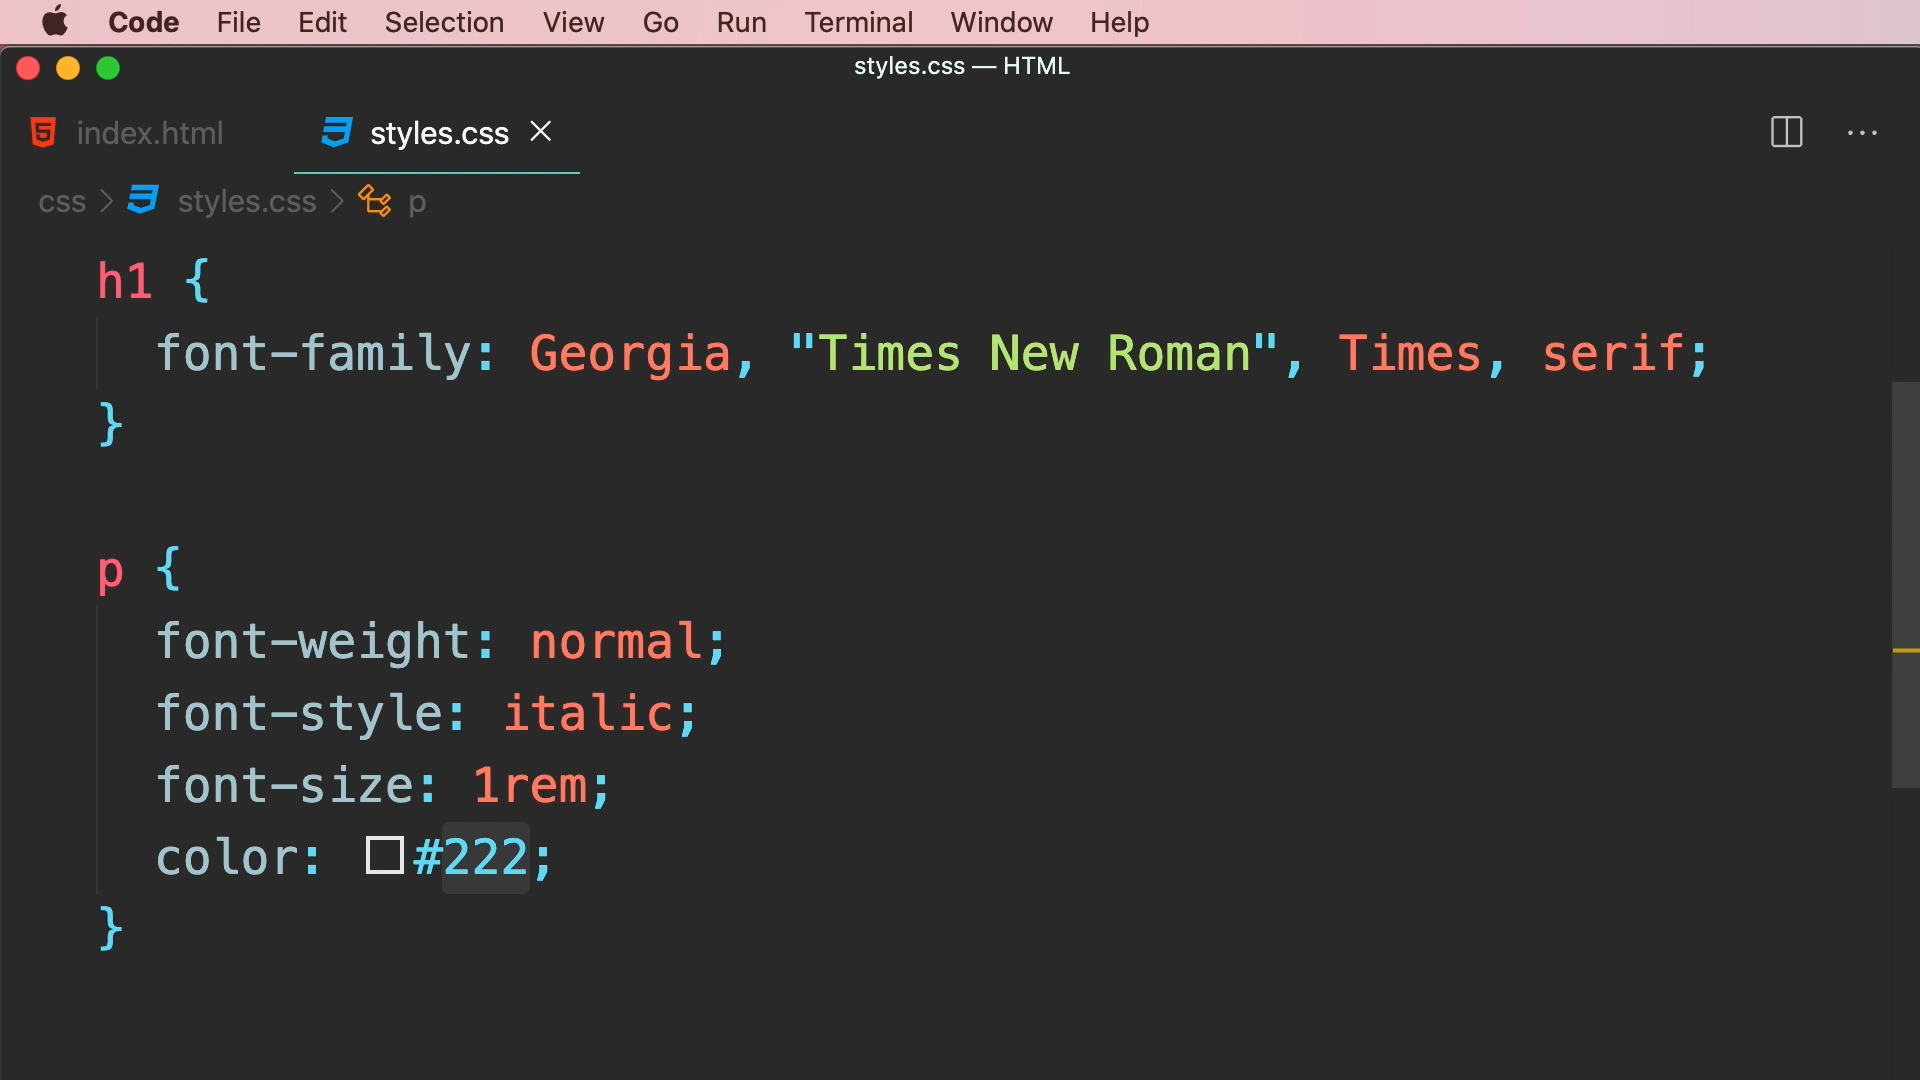 Code File Edit Selection View Go Run Terminal Window Help
styles.css — HTML
index.html styles.css
css > styles.css > p
h1 {
font-family: Georgia, "Times New Roman", Times, serif;
}
p {
font-weight: normal;
font-style: italic;
font-size: 1rem;
color: #222;
}